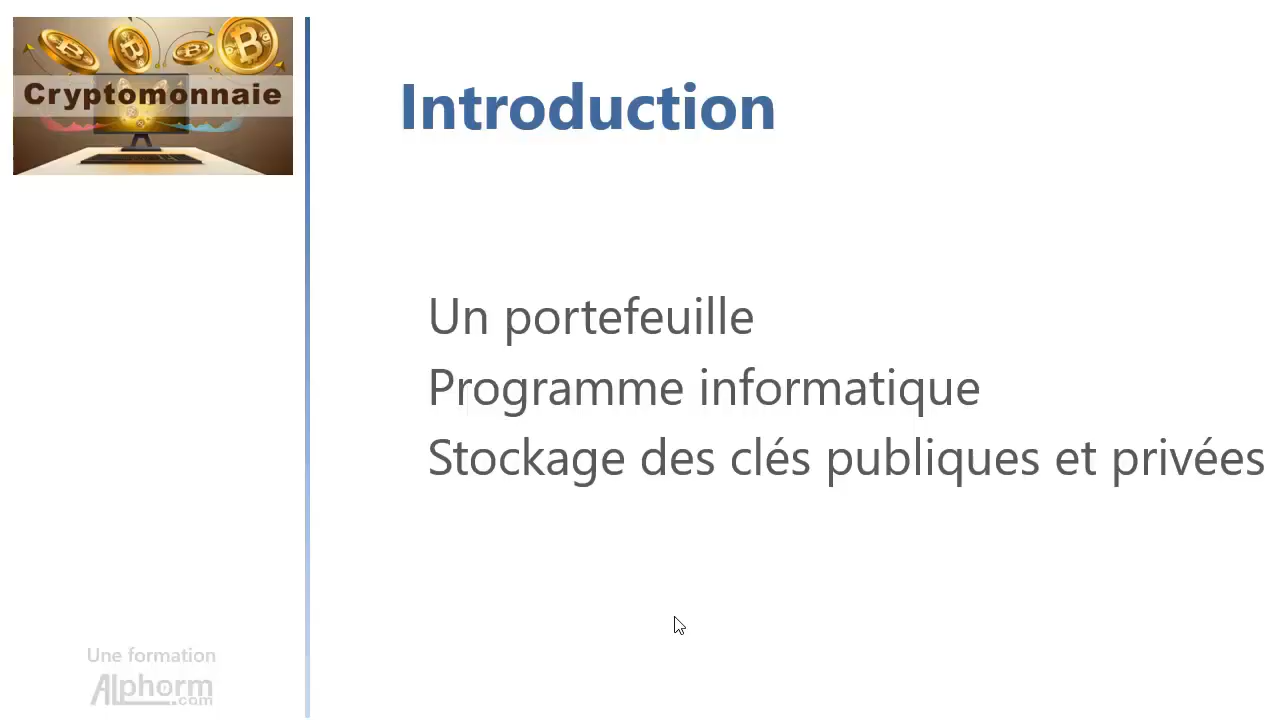 Cryptomonnaie
Introduction
Un portefeuille
Programme informatique
Stockage des clés publiques et privées
Une formation
Alphorm
.com